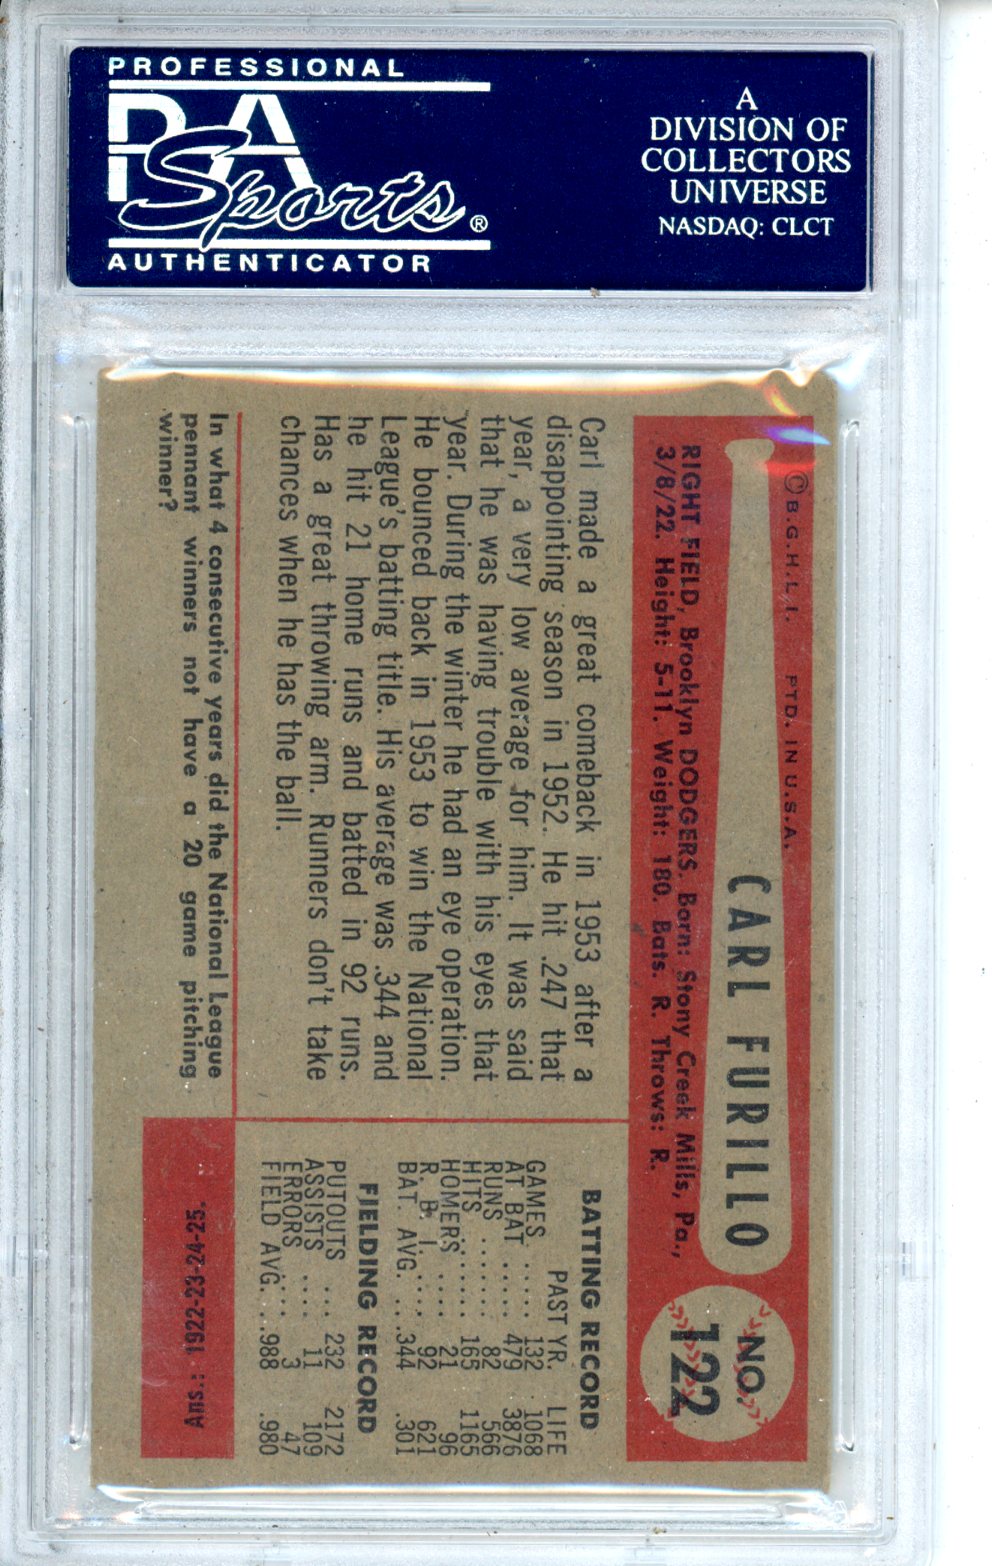 PROFESSIONAL
PSA
Sports®
AUTHENTICATOR
A
DIVISION OF
COLLECTORS
UNIVERSE
NASDAQ: CLCT
© B.G.H.L.I. PTD. IN U.S.A.
CARL FURILLO
NO.
122
RIGHT FIELD, Brooklyn DODGERS. Born: Stony Creek Mills, Pa.,
3/8/22. Height: 5-11. Weight: 180. Bats. R. Throws: R.
Carl made a great comeback in 1953 after a
disappointing season in 1952. He hit .247 that
year, a very low average for him. It was said
that he was having trouble with his eyes that
year. During the winter he had an eye operation.
He bounced back in 1953 to win the National
League's batting title. His average was .344 and
he hit 21 home runs and batted in 92 runs.
Has a great throwing arm. Runners don't take
chances when he has the ball.
BATTING RECORD
PAST YR. LIFE
GAMES ..... 132 1068
AT BAT ..... 479 3876
RUNS ....... 82 566
HITS ....... 165 1165
HOMERS ..... 21 96
R. B. I. .... 92 621
BAT. AVG. ... .344 .301
FIELDING RECORD
PUTOUTS ... 232 2172
ASSISTS .... 11 109
ERRORS .... 3 47
FIELD AVG. .. .988 .980
In what 4 consecutive years did the National League
pennant winners not have a 20 game pitching
winner?
Ans.: 1922-23-24-25.